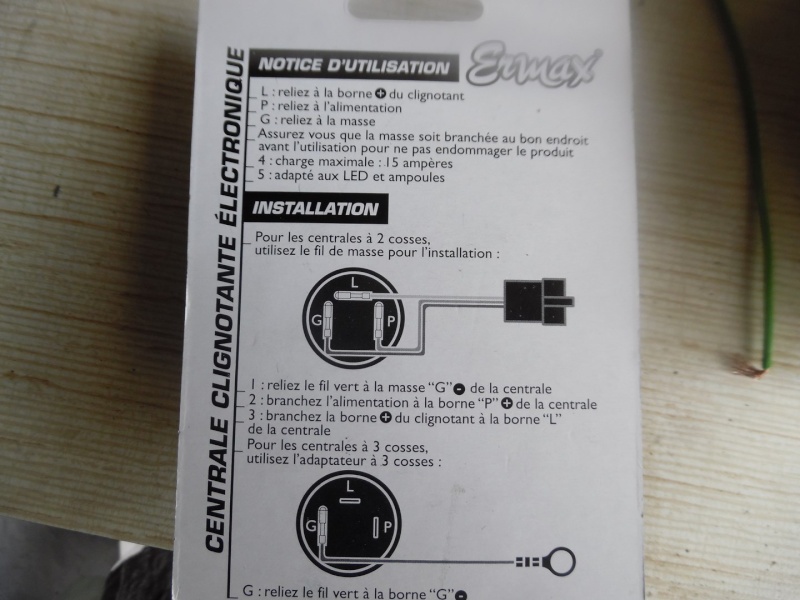 CENTRALE CLIGNOTANTE ÉLECTRONIQUE
NOTICE D'UTILISATION
Ermax
L : reliez à la borne + du clignotant
P : reliez à l'alimentation
G : reliez à la masse
Assurez vous que la masse soit branchée au bon endroit
avant l'utilisation pour ne pas endommager le produit
4 : charge maximale : 15 ampères
5 : adapté aux LED et ampoules
INSTALLATION
Pour les centrales à 2 cosses,
utilisez le fil de masse pour l'installation :
L
G
P
1 : reliez le fil vert à la masse "G" - de la centrale
2 : branchez l'alimentation à la borne "P" + de la centrale
3 : branchez la borne + du clignotant à la borne "L"
de la centrale
Pour les centrales à 3 cosses,
utilisez l'adaptateur à 3 cosses :
L
G
P
G : reliez le fil vert à la borne "G" -